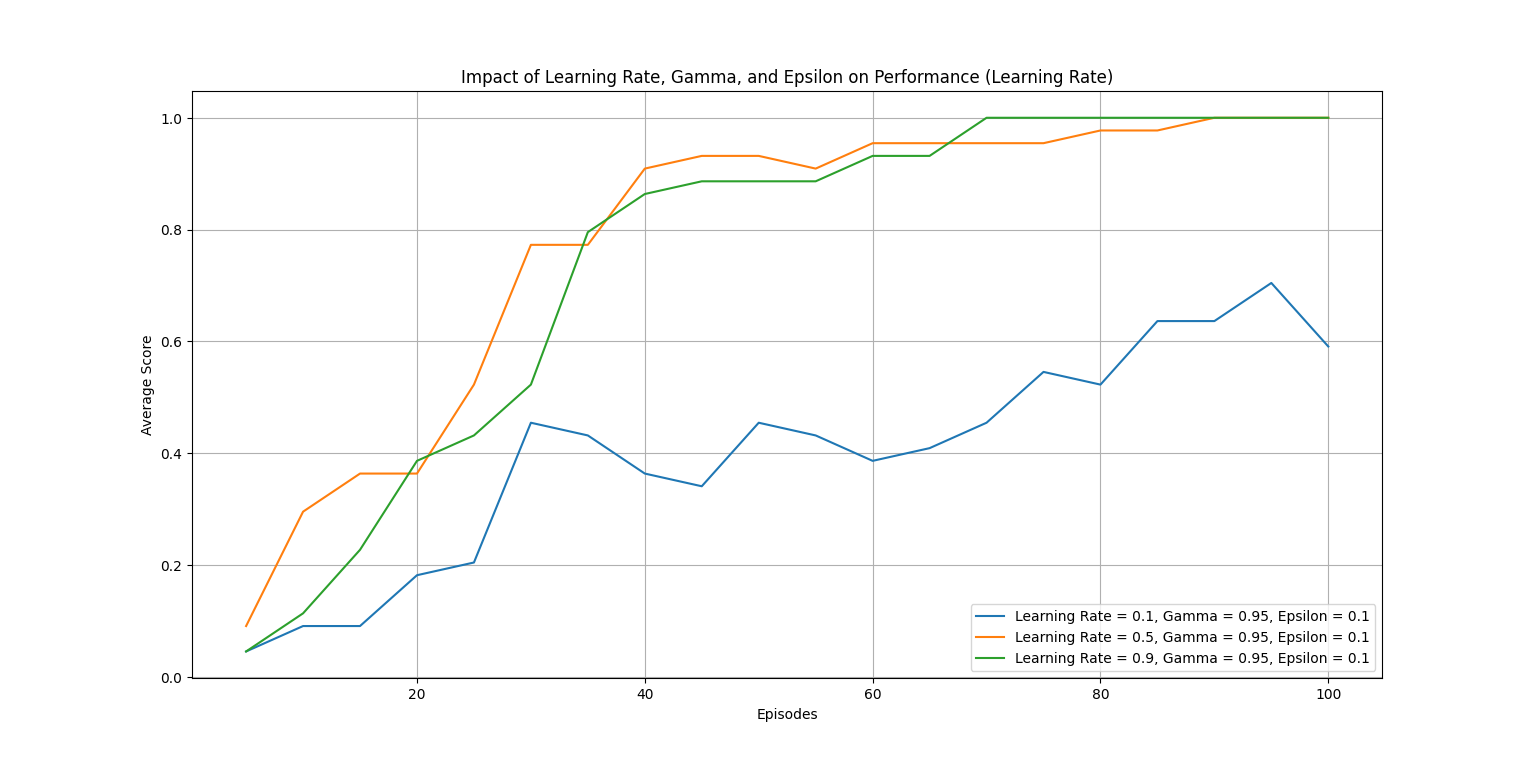 Impact of Learning Rate, Gamma, and Epsilon on Performance (Learning Rate)
1.0
0.8
0.6
0.4
0.2
0.0
Average Score
Learning Rate = 0.1, Gamma = 0.95, Epsilon = 0.1
Learning Rate = 0.5, Gamma = 0.95, Epsilon = 0.1
Learning Rate = 0.9, Gamma = 0.95, Epsilon = 0.1
20 40 60 80 100
Episodes